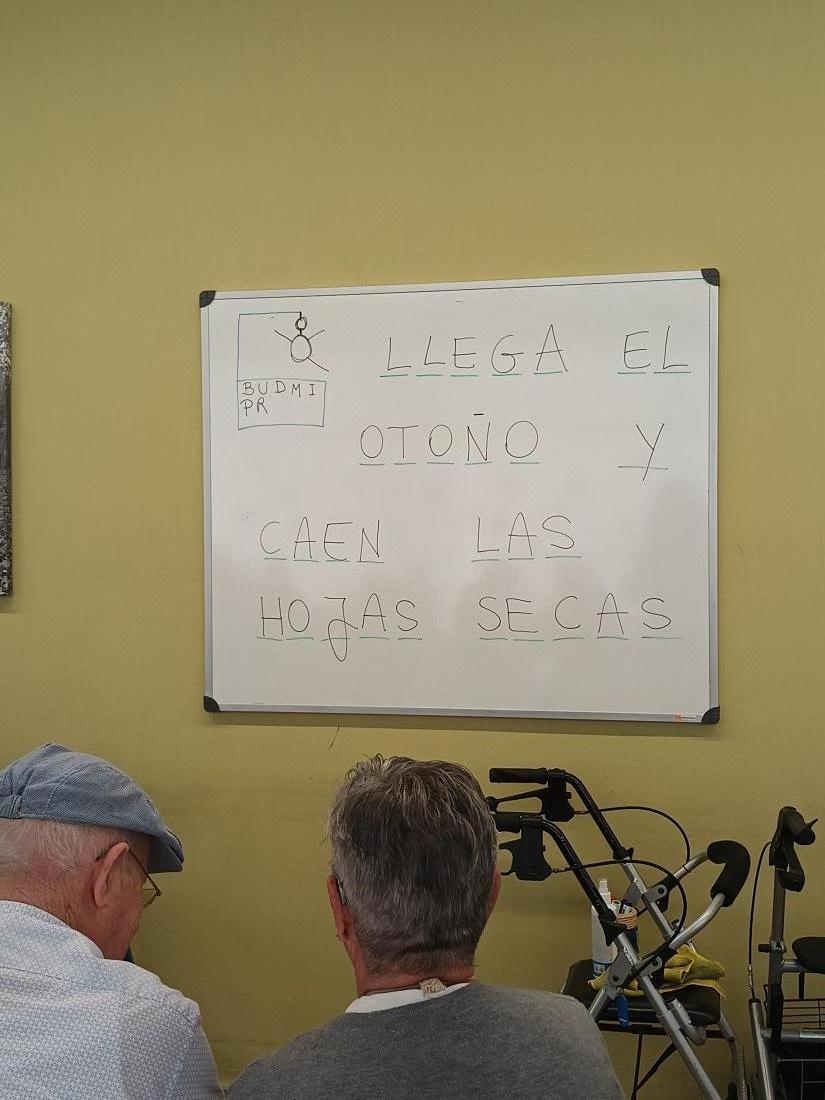 LLEGA EL
BUDMI
PR
OTOÑO Y
CAEN LAS
HOJAS SECAS